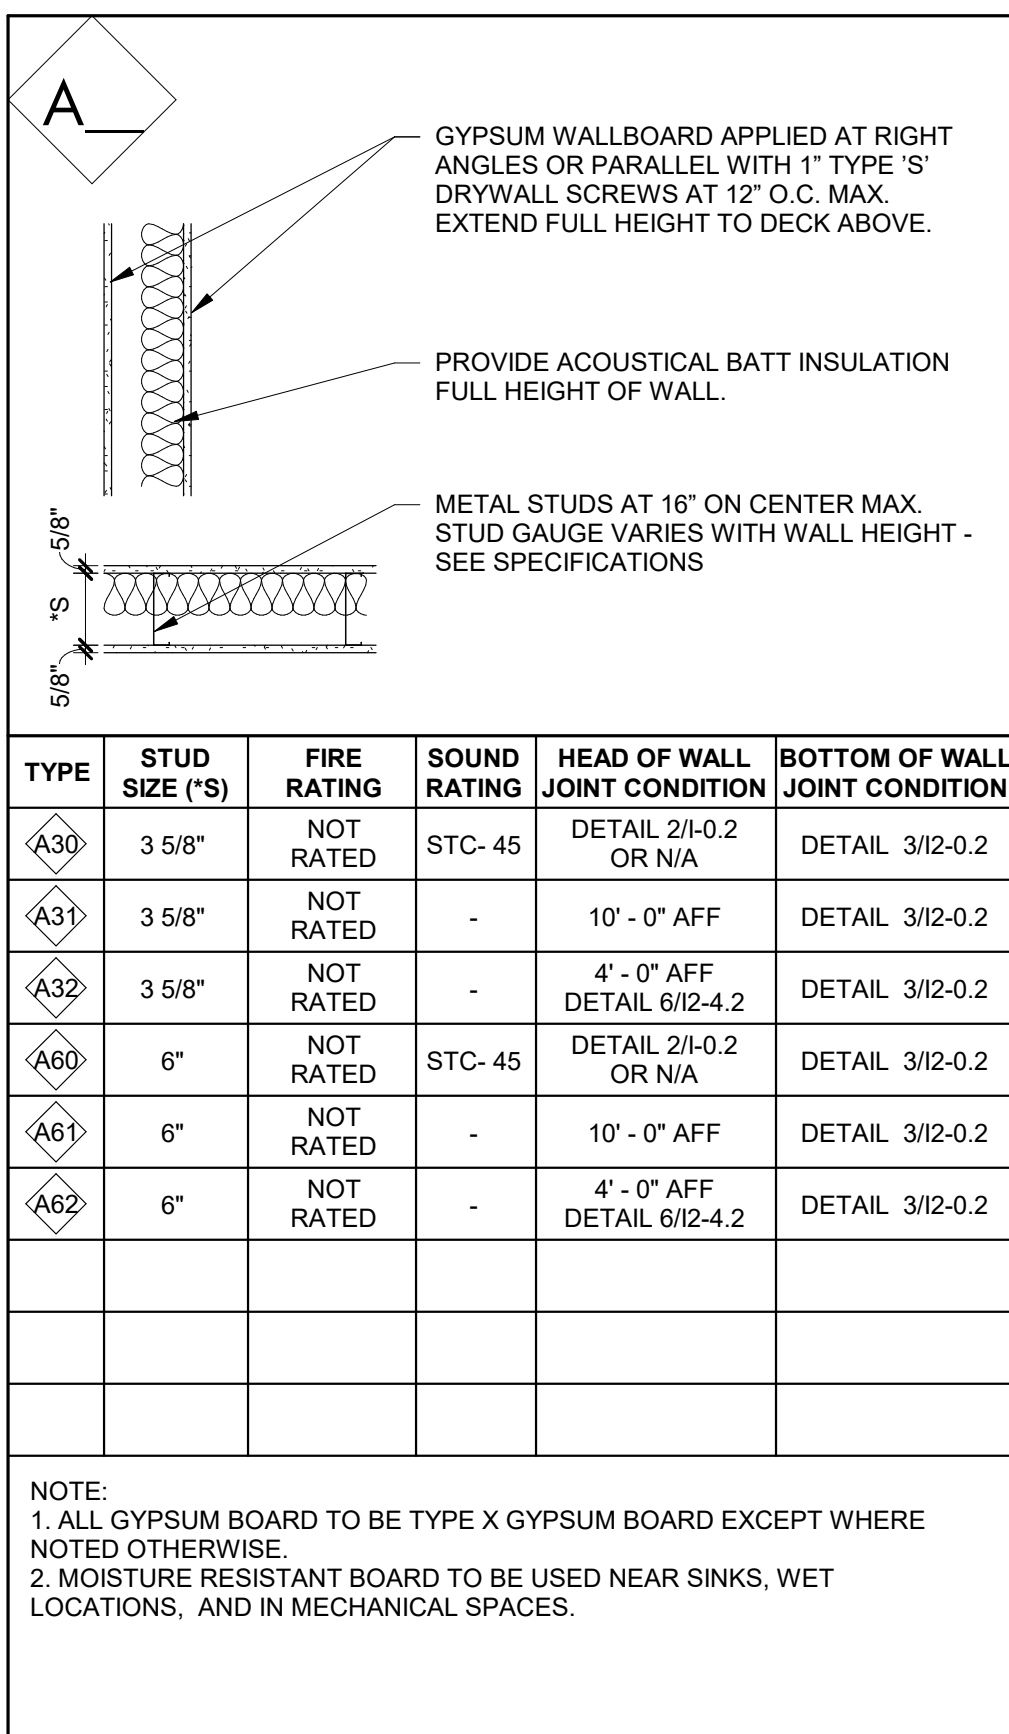 A__
GYPSUM WALLBOARD APPLIED AT RIGHT
ANGLES OR PARALLEL WITH 1” TYPE ’S’
DRYWALL SCREWS AT 12” O.C. MAX.
EXTEND FULL HEIGHT TO DECK ABOVE.
PROVIDE ACOUSTICAL BATT INSULATION
FULL HEIGHT OF WALL.
METAL STUDS AT 16” ON CENTER MAX.
STUD GAUGE VARIES WITH WALL HEIGHT -
SEE SPECIFICATIONS
5/8"
*S
5/8"
TYPE STUD SIZE (*S) FIRE RATING SOUND RATING HEAD OF WALL JOINT CONDITION BOTTOM OF WALL JOINT CONDITION
A30 3 5/8" NOT RATED STC- 45 DETAIL 2/I-0.2 OR N/A DETAIL 3/I2-0.2
A31 3 5/8" NOT RATED - 10' - 0" AFF DETAIL 3/I2-0.2
A32 3 5/8" NOT RATED - 4' - 0" AFF DETAIL 6/I2-4.2 DETAIL 3/I2-0.2
A60 6" NOT RATED STC- 45 DETAIL 2/I-0.2 OR N/A DETAIL 3/I2-0.2
A61 6" NOT RATED - 10' - 0" AFF DETAIL 3/I2-0.2
A62 6" NOT RATED - 4' - 0" AFF DETAIL 6/I2-4.2 DETAIL 3/I2-0.2
NOTE:
1. ALL GYPSUM BOARD TO BE TYPE X GYPSUM BOARD EXCEPT WHERE
NOTED OTHERWISE.
2. MOISTURE RESISTANT BOARD TO BE USED NEAR SINKS, WET
LOCATIONS, AND IN MECHANICAL SPACES.